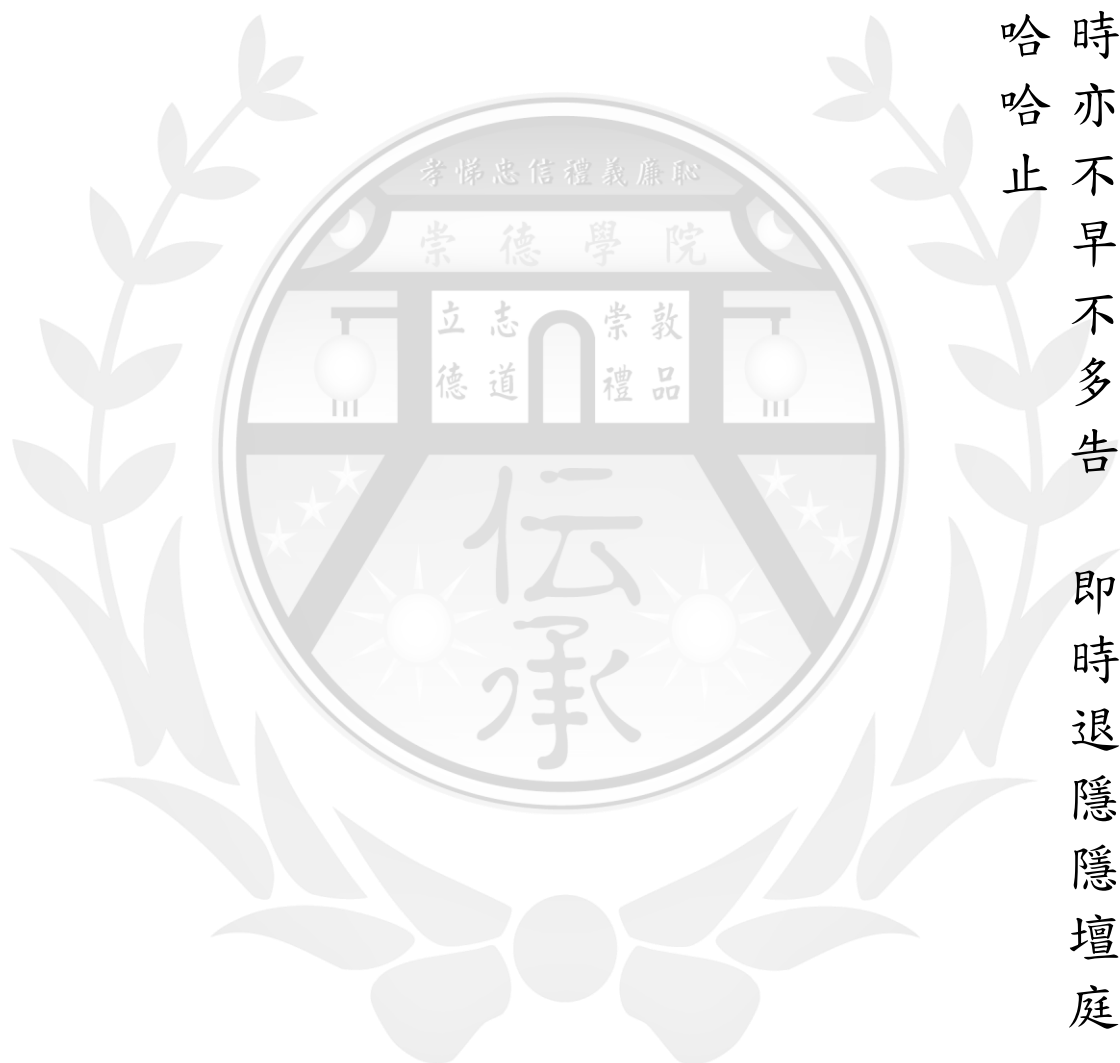 時亦不早不多告　即時退隱隱壇庭
哈哈止
孝悌忠信禮義廉恥
崇德學院
立德
志道
崇禮
敦品
伝承